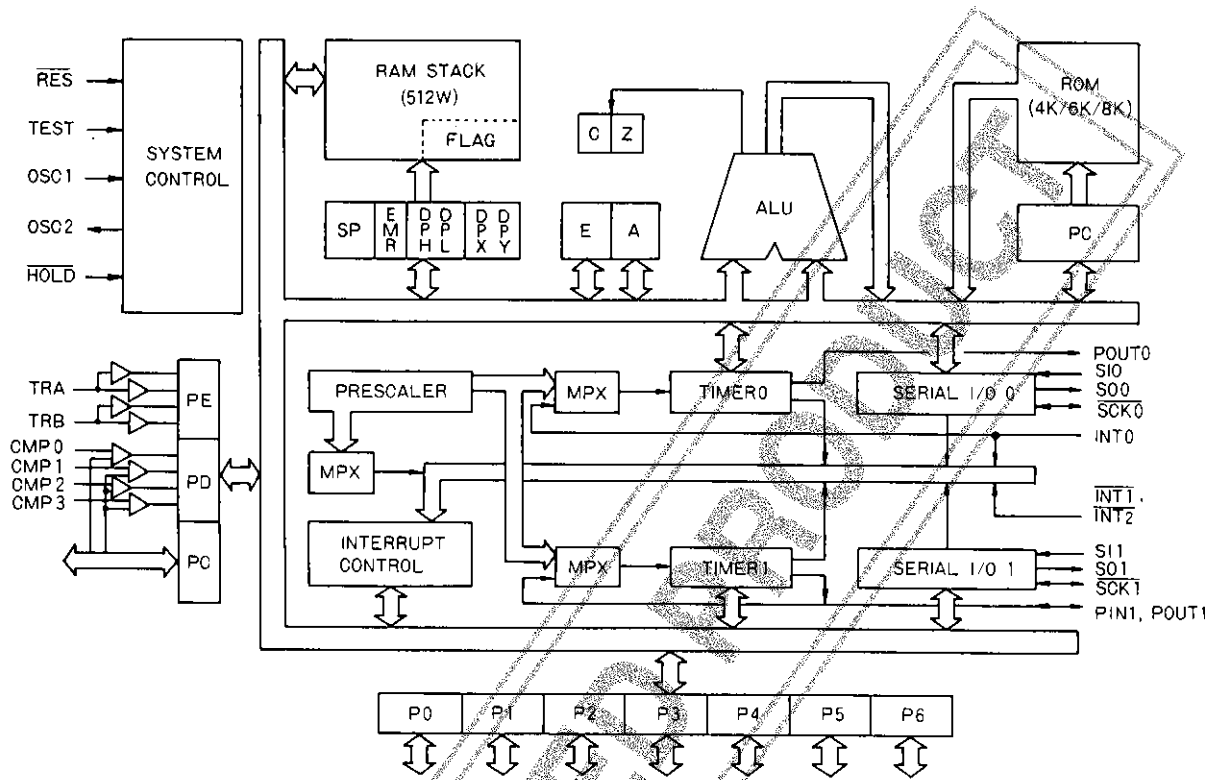 RES
TEST
OSC1
OSC2
HOLD
SYSTEM
CONTROL
RAM STACK
(512W)
FLAG
SP
EMR
DPH
DPL
DPX
DPY
C
Z
E
A
ALU
ROM
(4K/6K/8K)
PC
TRA
TRB
CMP0
CMP1
CMP2
CMP3
PE
PD
PC
PRESCALER
MPX
TIMER0
SERIAL I/O 0
MPX
INTERRUPT
CONTROL
MPX
TIMER1
SERIAL I/O 1
POUT0
SI0
SO0
SCK0
INT0
INT1,
INT2
SI1
SO1
SCK1
PIN1, POUT1
P0
P1
P2
P3
P4
P5
P6